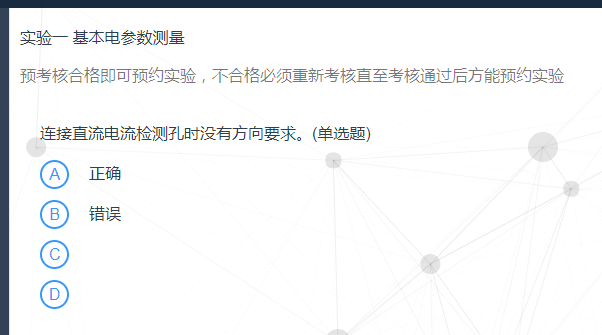 实验一 基本电参数测量
预考核合格即可预约实验，不合格必须重新考核直至考核通过后方能预约实验
连接直流电流检测孔时没有方向要求。(单选题)
A 正确
B 错误
C
D